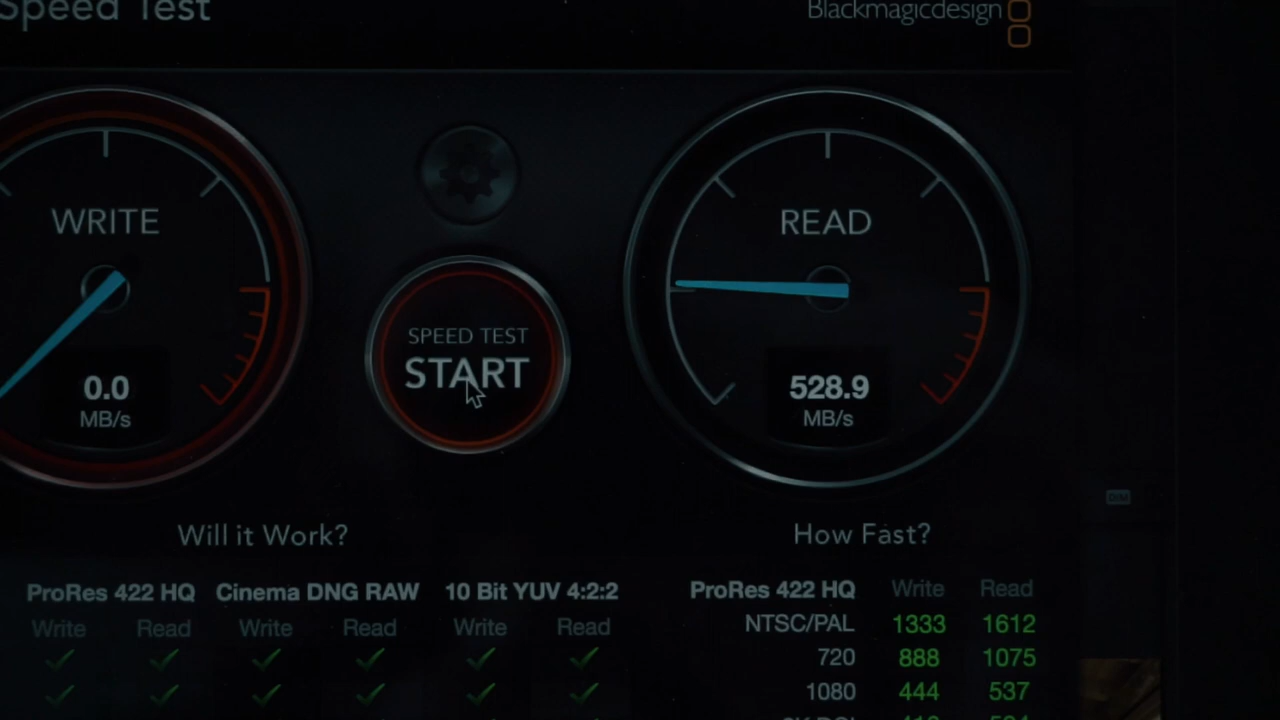 Speed Test
Blackmagicdesign
WRITE
READ
SPEED TEST
START
0.0
MB/s
528.9
MB/s
Will it Work?
How Fast?
ProRes 422 HQ Cinema DNG RAW 10 Bit YUV 4:2:2
Write Read Write Read Write Read
ProRes 422 HQ Write Read
NTSC/PAL 1333 1612
720 888 1075
1080 444 537